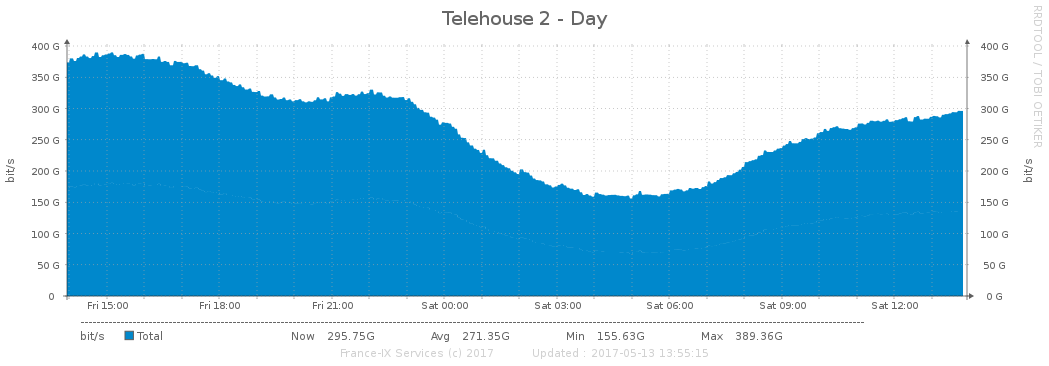 Telehouse 2 - Day
RRDTOOL / TOBI OETIKER
400 G 400 G
350 G 350 G
300 G 300 G
250 G 250 G
200 G 200 G
150 G 150 G
100 G 100 G
50 G 50 G
0 0 G
bit/s
bit/s
Fri 15:00 Fri 18:00 Fri 21:00 Sat 00:00 Sat 03:00 Sat 06:00 Sat 09:00 Sat 12:00
bit/s Total Now 295.75G Avg 271.35G Min 155.63G Max 389.36G
France-IX Services (c) 2017 Updated : 2017-05-13 13:55:15